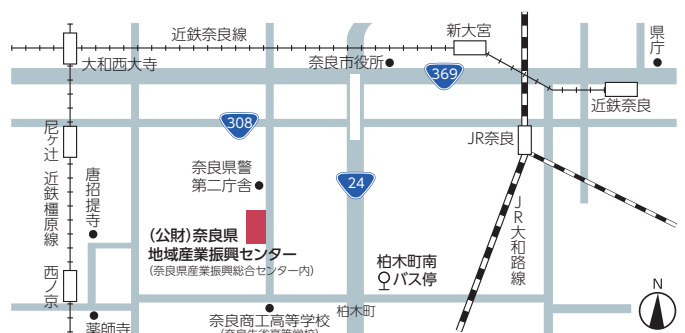 近鉄奈良線
新大宮
県庁
大和西大寺
奈良市役所
369
近鉄奈良
308
尼ヶ辻
JR奈良
奈良県警
第二庁舎
24
唐招提寺
近鉄橿原線
JR大和路線
(公財)奈良県
地域産業振興センター
(奈良県産業振興総合センター内)
柏木町南
バス停
西ノ京
N
柏木町
奈良商工高等学校
薬師寺